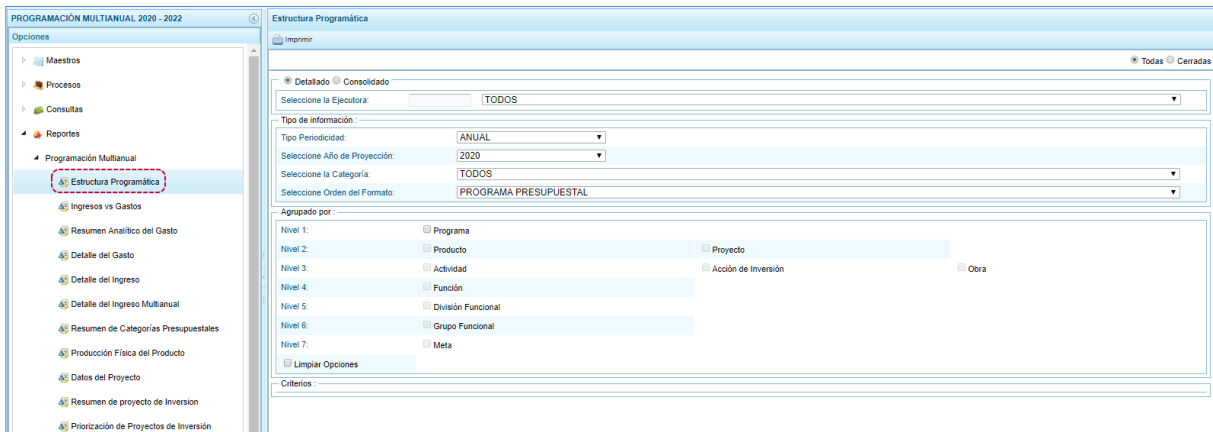 PROGRAMACIÓN MULTIANUAL 2020 - 2022
Opciones
Maestros
Procesos
Consultas
Reportes
Programación Multianual
Estructura Programática
Ingresos vs Gastos
Resumen Analítico del Gasto
Detalle del Gasto
Detalle del Ingreso
Detalle del Ingreso Multianual
Resumen de Categorías Presupuestales
Producción Física del Producto
Datos del Proyecto
Resumen de proyecto de Inversion
Priorización de Proyectos de Inversión
Estructura Programática
Imprimir
Todas Cerradas
Detallado Consolidado
Seleccione la Ejecutora: TODOS
Tipo de información :
Tipo Periodicidad: ANUAL
Seleccione Año de Proyección: 2020
Seleccione la Categoría: TODOS
Seleccione Orden del Formato: PROGRAMA PRESUPUESTAL
Agrupado por :
Nivel 1: Programa
Nivel 2: Producto Proyecto
Nivel 3: Actividad Acción de Inversión Obra
Nivel 4: Función
Nivel 5: División Funcional
Nivel 6: Grupo Funcional
Nivel 7: Meta
Limpiar Opciones
Criterios :